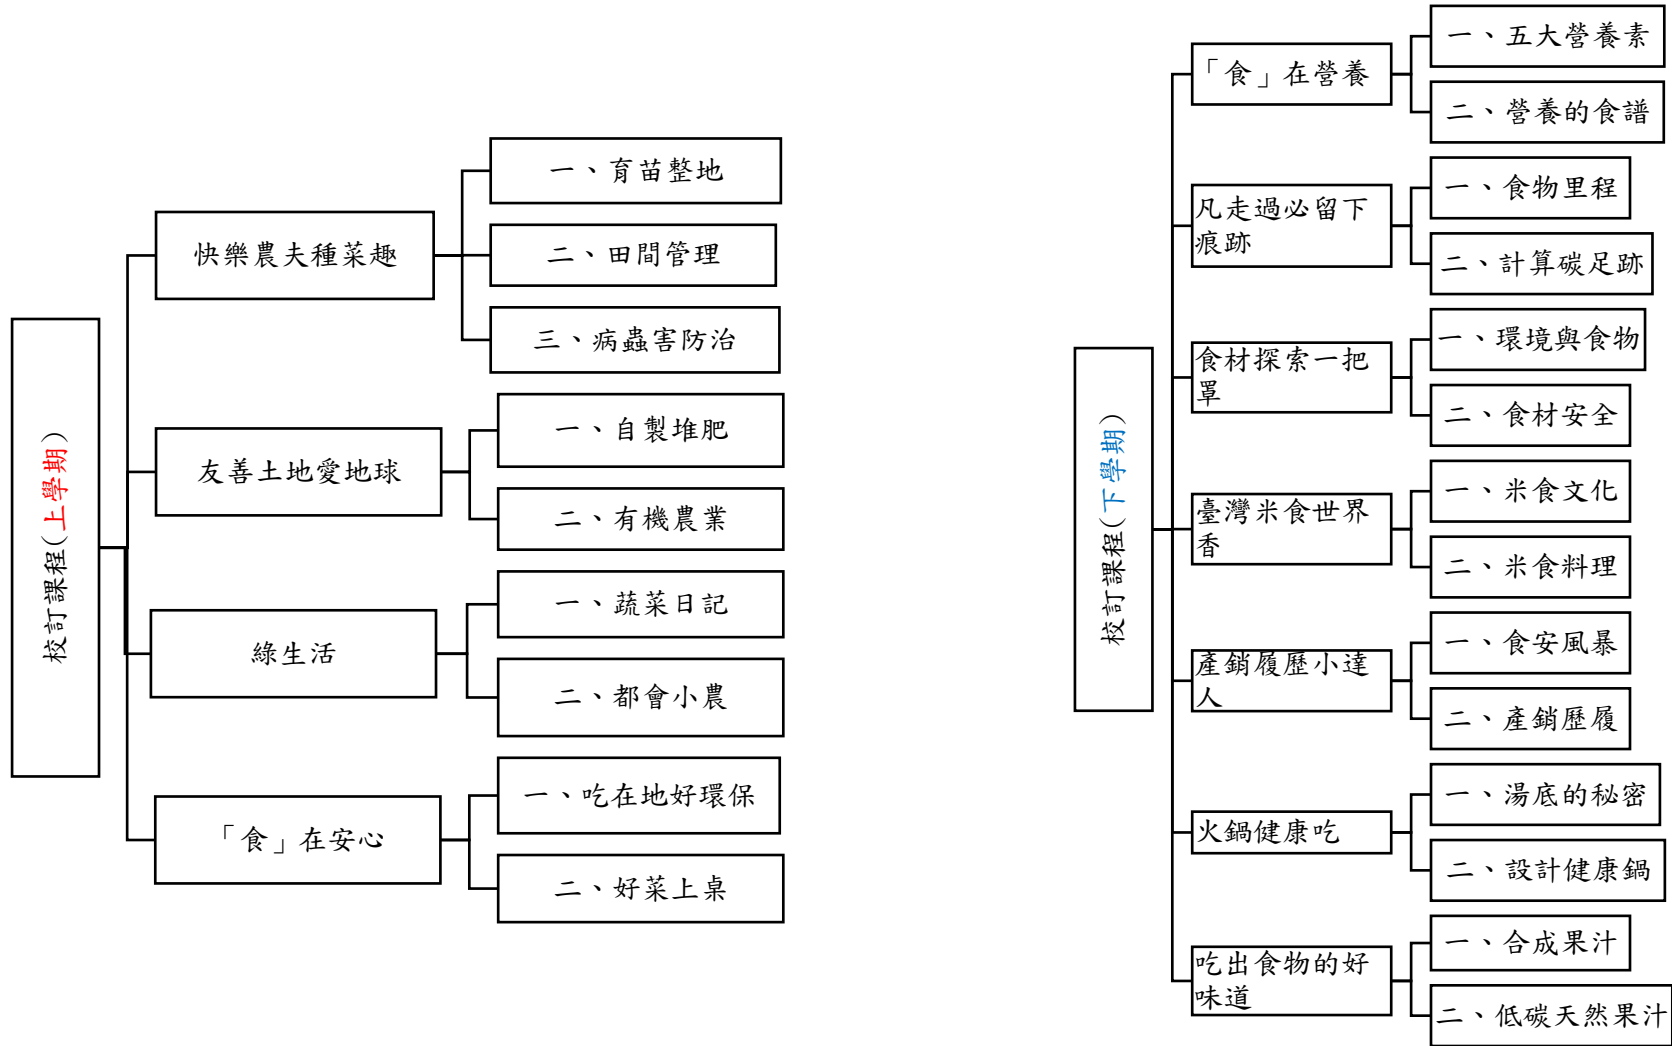 校訂課程(上學期)
快樂農夫種菜趣
一、育苗整地
二、田間管理
三、病蟲害防治
友善土地愛地球
一、自製堆肥
二、有機農業
綠生活
一、蔬菜日記
二、都會小農
「食」在安心
一、吃在地好環保
二、好菜上桌
校訂課程(下學期)
「食」在營養
一、五大營養素
二、營養的食譜
凡走過必留下
痕跡
一、食物里程
二、計算碳足跡
食材探索一把
罩
一、環境與食物
二、食材安全
臺灣米食世界
香
一、米食文化
二、米食料理
產銷履歷小達
人
一、食安風暴
二、產銷歷履
火鍋健康吃
一、湯底的秘密
二、設計健康鍋
吃出食物的好
味道
一、合成果汁
二、低碳天然果汁